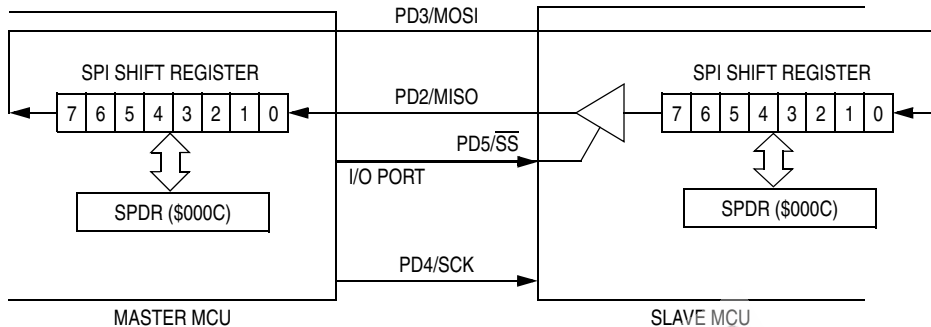 PD3/MOSI
SPI SHIFT REGISTER
SPI SHIFT REGISTER
7 6 5 4 3 2 1 0
PD2/MISO
7 6 5 4 3 2 1 0
PD5/S̅S̅
I/O PORT
SPDR ($000C)
SPDR ($000C)
PD4/SCK
MASTER MCU
SLAVE MCU